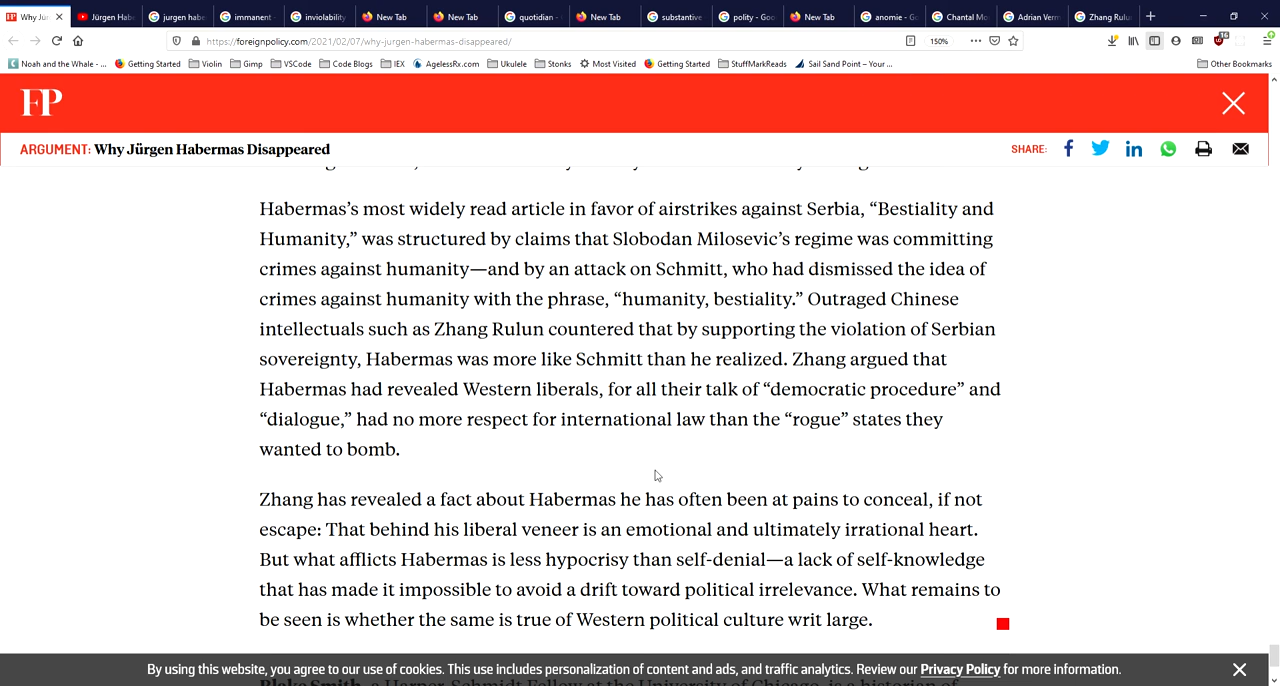 Why Jü
Jürgen Hab
jurgen habe
immanent -
inviolability
New Tab
New Tab
quotidian -
New Tab
substantive
polity - Goo
New Tab
anomie - Go
Chantal Mo
Adrian Verm
Zhang Rulu
https://foreignpolicy.com/2021/02/07/why-jurgen-habermas-disappeared/
150%
Noah and the Whale - ...
Getting Started
Violin
Gimp
VSCode
Code Blogs
IEX
AgelessRx.com
Ukulele
Stonks
Most Visited
Getting Started
StuffMarkReads
Sail Sand Point – Your ...
Other Bookmarks
FP
ARGUMENT: Why Jürgen Habermas Disappeared
SHARE:
Habermas’s most widely read article in favor of airstrikes against Serbia, “Bestiality and
Humanity,” was structured by claims that Slobodan Milosevic’s regime was committing
crimes against humanity—and by an attack on Schmitt, who had dismissed the idea of
crimes against humanity with the phrase, “humanity, bestiality.” Outraged Chinese
intellectuals such as Zhang Rulun countered that by supporting the violation of Serbian
sovereignty, Habermas was more like Schmitt than he realized. Zhang argued that
Habermas had revealed Western liberals, for all their talk of “democratic procedure” and
“dialogue,” had no more respect for international law than the “rogue” states they
wanted to bomb.
Zhang has revealed a fact about Habermas he has often been at pains to conceal, if not
escape: That behind his liberal veneer is an emotional and ultimately irrational heart.
But what afflicts Habermas is less hypocrisy than self-denial—a lack of self-knowledge
that has made it impossible to avoid a drift toward political irrelevance. What remains to
be seen is whether the same is true of Western political culture writ large.
By using this website, you agree to our use of cookies. This use includes personalization of content and ads, and traffic analytics. Review our Privacy Policy for more information.